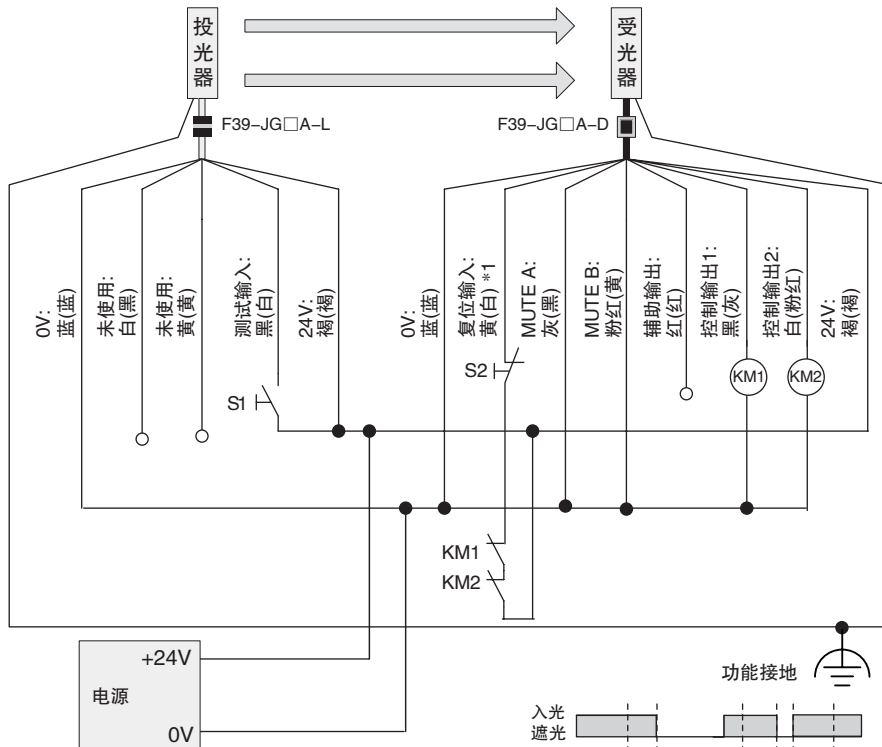 投光器
受光器
F39-JG□A-L
F39-JG□A-D
0V:
蓝(蓝)
未使用:
白(黑)
未使用:
黄(黄)
测试输入:
黑(白)
24V:
褐(褐)
0V:
蓝(蓝)
复位输入:
黄(白) *1
MUTE A:
灰(黑)
MUTE B:
粉红(黄)
辅助输出:
红(红)
控制输出1:
黑(灰)
控制输出2:
白(粉红)
24V:
褐(褐)
S1
S2
KM1
KM2
KM1
KM2
+24V
电源
0V
功能接地
入光
遮光